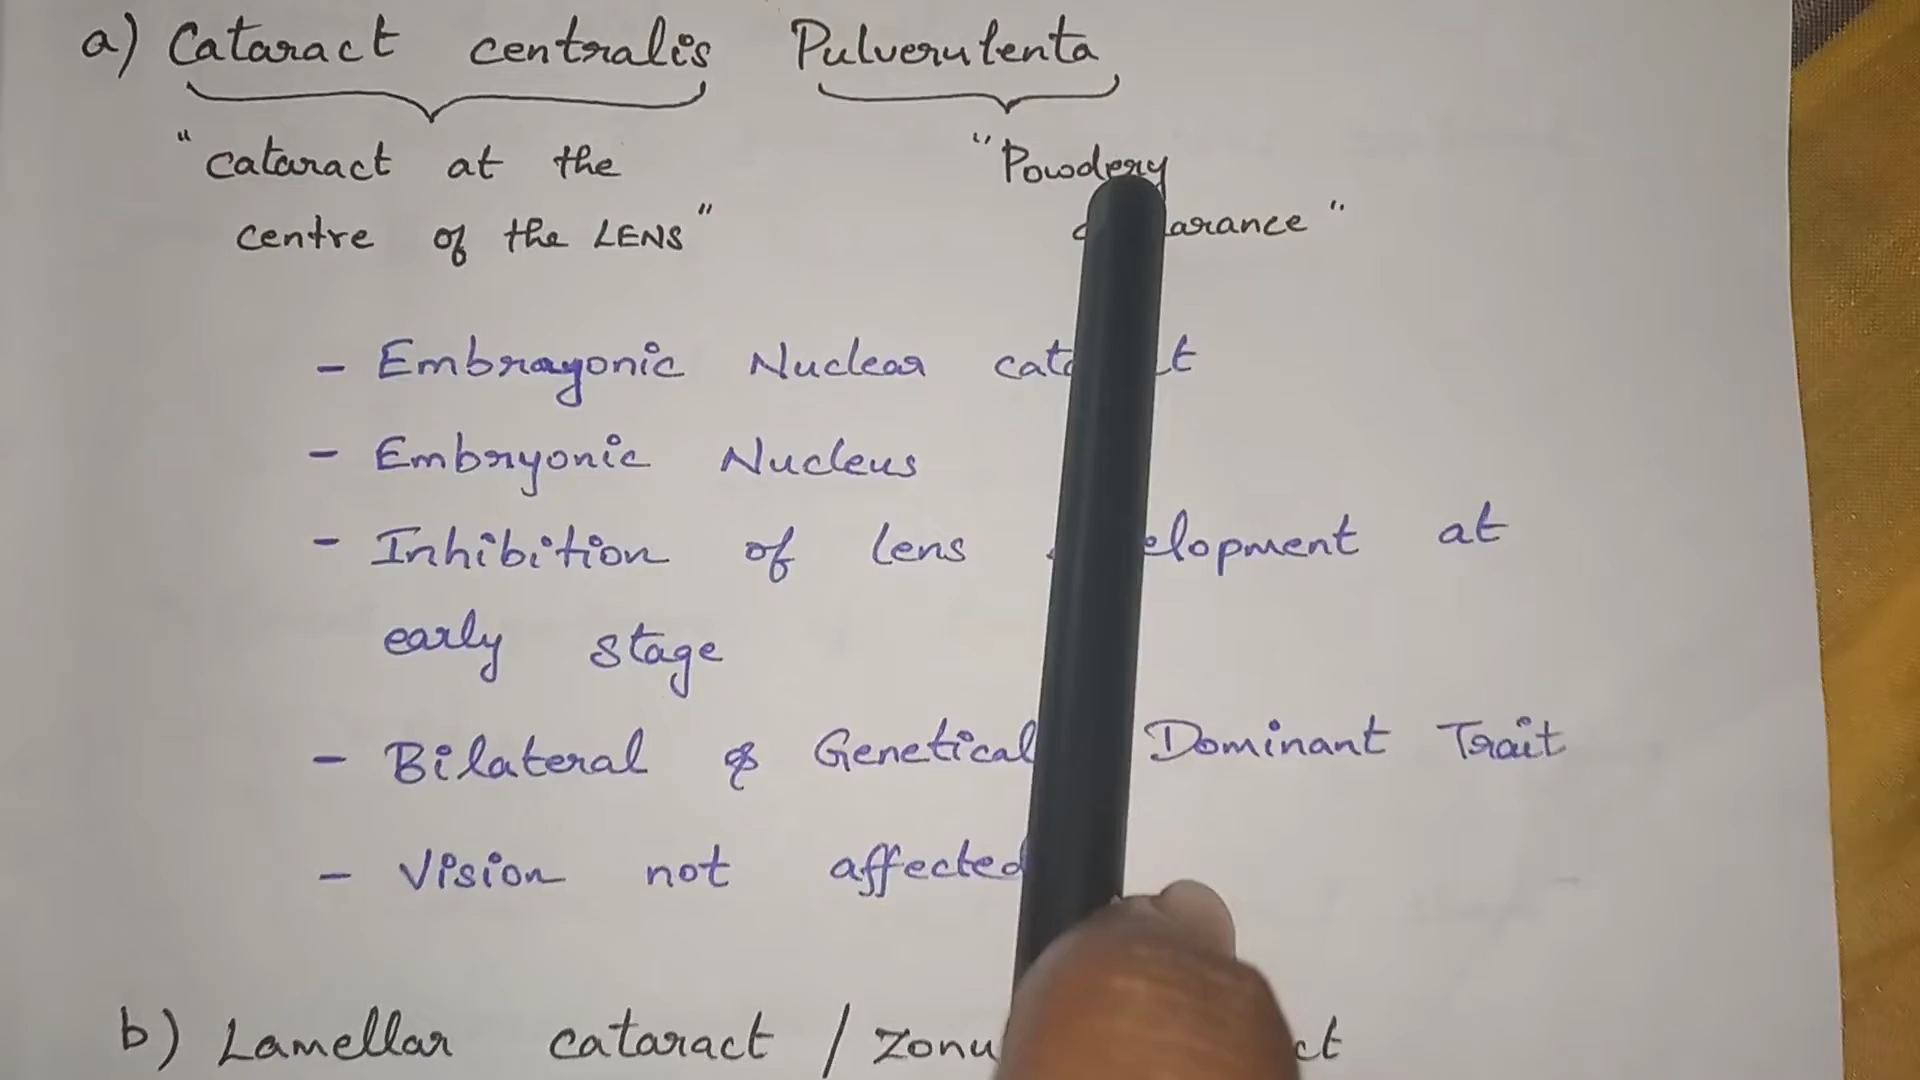 a) Cataract centralis Pulverulenta
"cataract at the "Powdery
centre of the LENS" arance"
- Embrayonic Nuclear cat t
- Embryonic Nucleus
- Inhibition of lens elopment at
early stage
- Bilateral & Genetical Dominant Trait
- Vision not affected
b) Lamellar cataract / Zonu ct